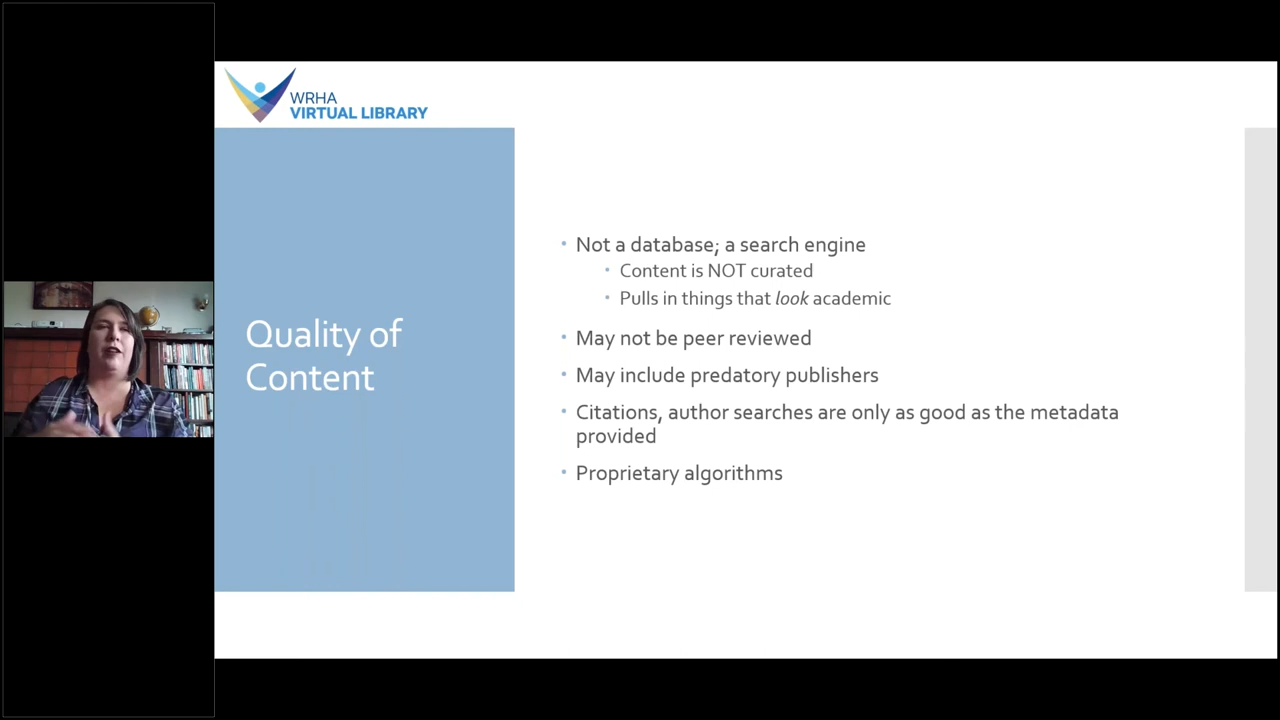 WRHA
VIRTUAL LIBRARY
Quality of
Content
• Not a database; a search engine
• Content is NOT curated
• Pulls in things that look academic
• May not be peer reviewed
• May include predatory publishers
• Citations, author searches are only as good as the metadata
provided
• Proprietary algorithms